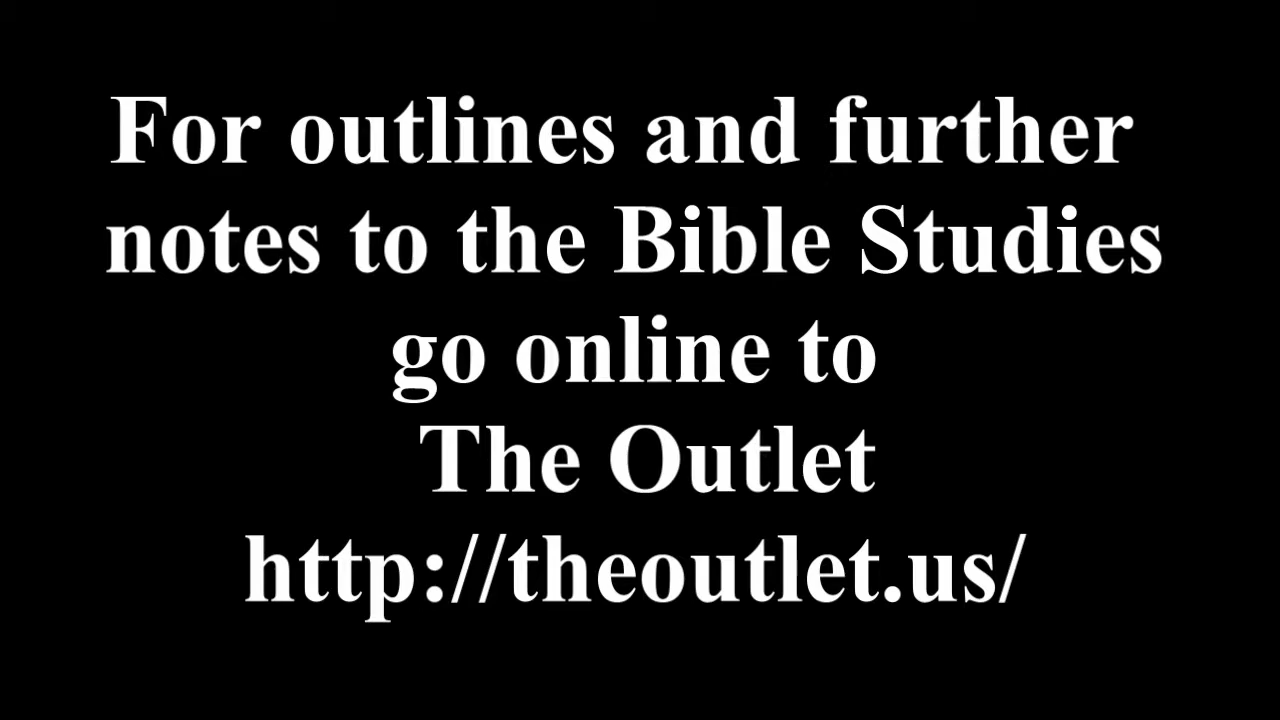 For outlines and further
notes to the Bible Studies
go online to
The Outlet
http://theoutlet.us/